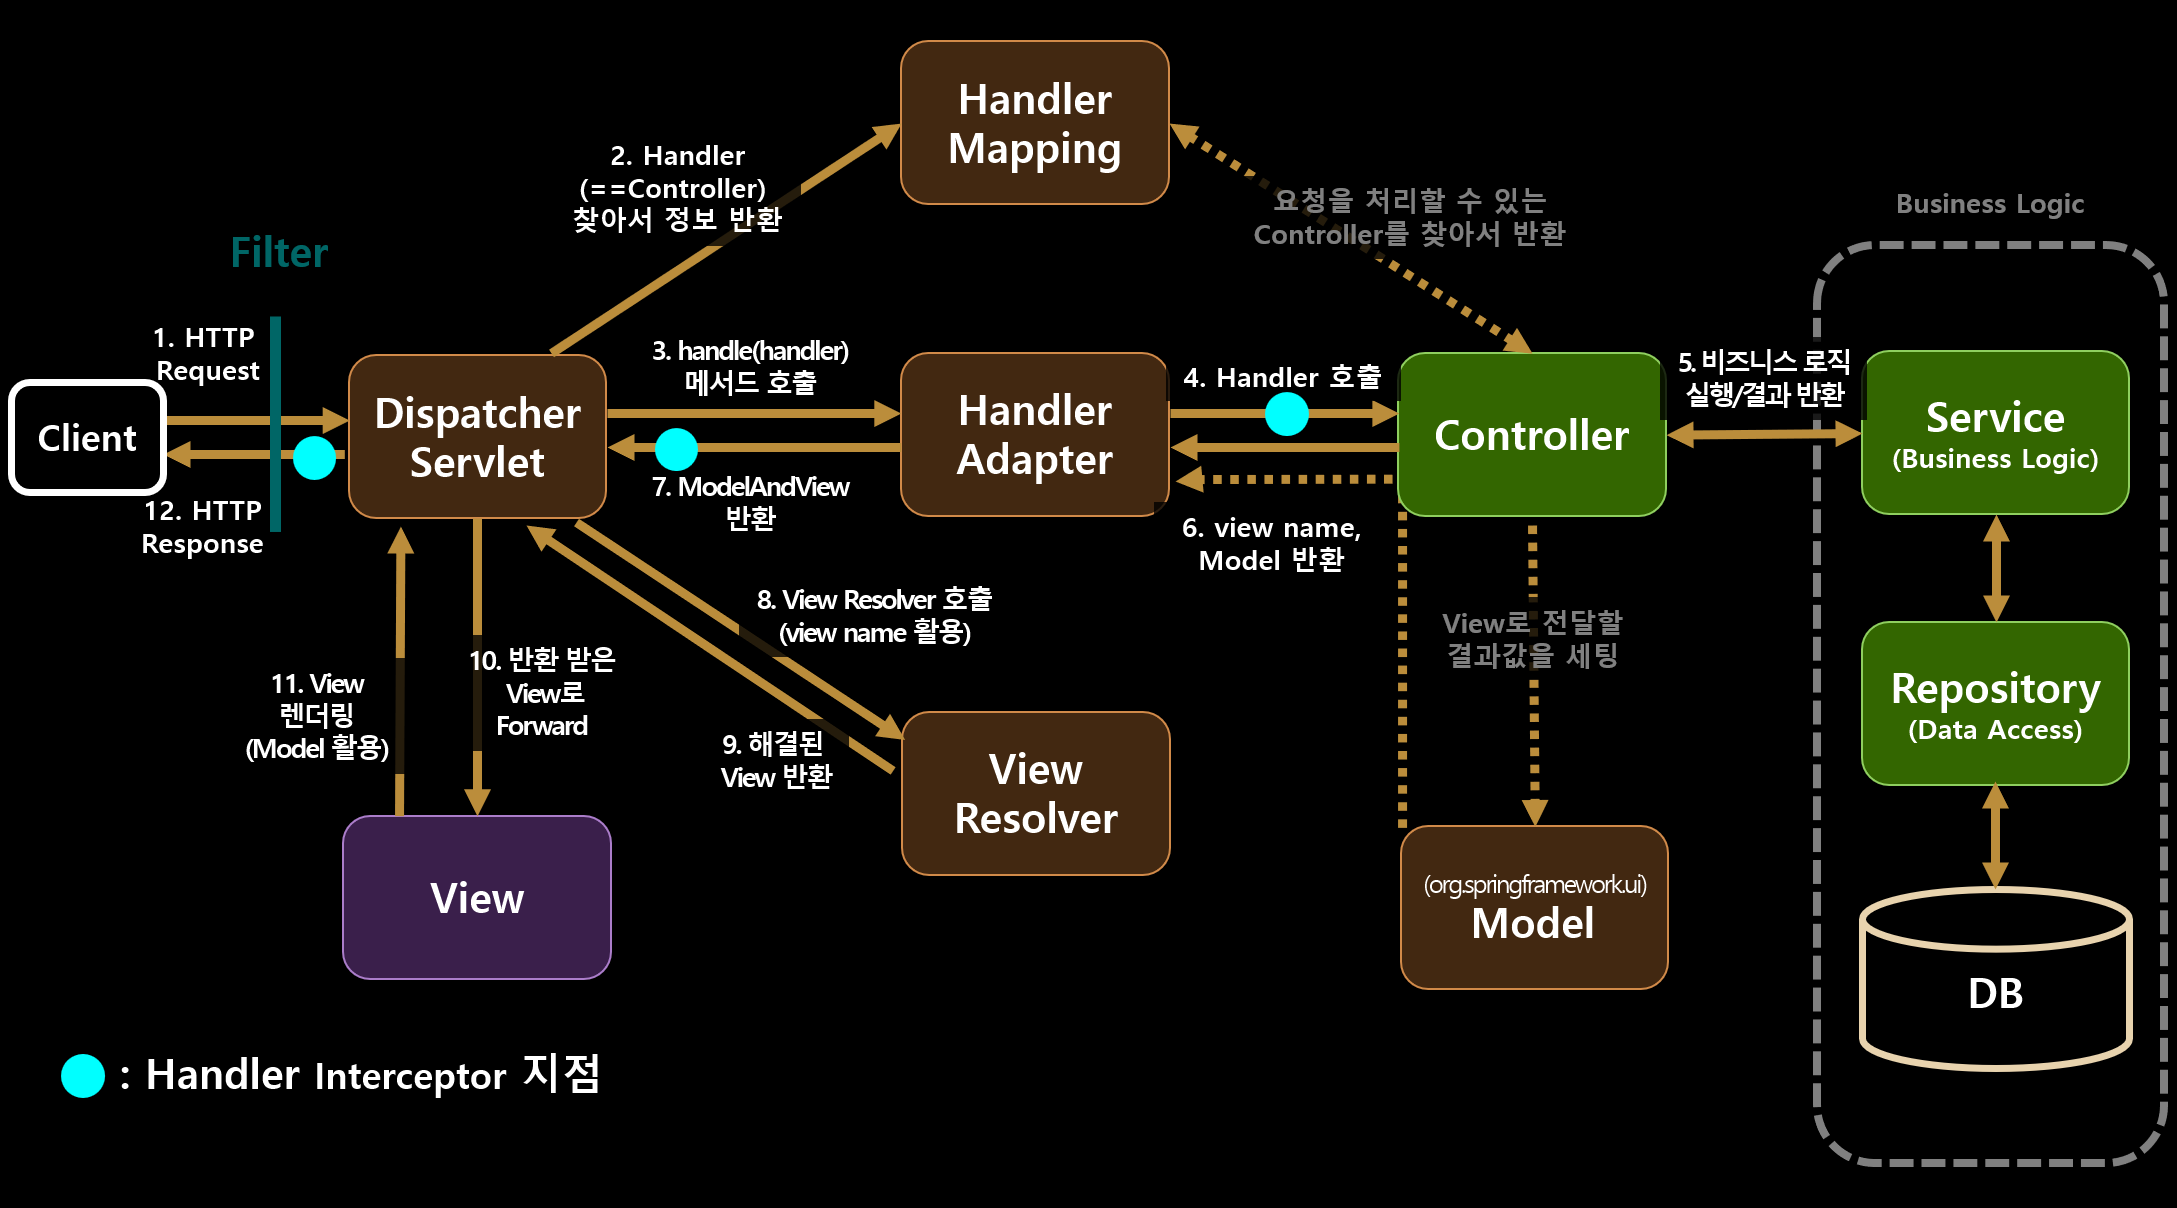 Handler
Mapping
2. Handler
(==Controller)
찾아서 정보 반환
요청을 처리할 수 있는
Controller를 찾아서 반환
Business Logic
Filter
1. HTTP
Request
Client
12. HTTP
Response
Dispatcher
Servlet
3. handle(handler)
메서드 호출
7. ModelAndView
반환
Handler
Adapter
4. Handler 호출
6. view name,
Model 반환
Controller
5. 비즈니스 로직
실행/결과 반환
Service
(Business Logic)
8. View Resolver 호출
(view name 활용)
View로 전달할
결과값을 세팅
Repository
(Data Access)
11. View
렌더링
(Model 활용)
10. 반환 받은
View로
Forward
9. 해결된
View 반환
View
Resolver
View
(org.springframework.ui)
Model
DB
: Handler Interceptor 지점